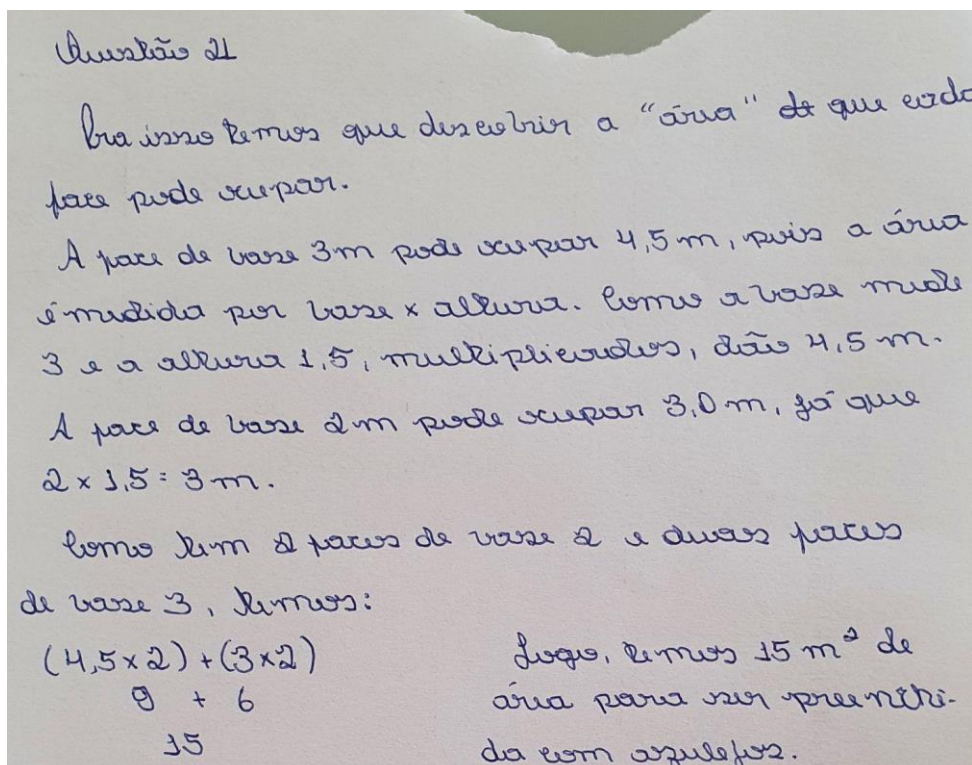 Questão 21
Pra isso temos que descobrir a "área" de que cada
face pode ocupar.
A face de base 3m pode ocupar 4,5 m, pois a área
é medida por base x altura. Como a base mede
3 e a altura 1,5, multiplicados, dão 4,5 m.
A face de base 2m pode ocupar 3,0 m, já que
2 x 1,5 = 3 m.
Como tem 2 faces de base 2 e duas faces
de base 3, temos:
(4,5 x 2) + (3 x 2)
9 + 6
15
Logo, temos 15 m² de
área para ser preenchi-
da com azulejos.